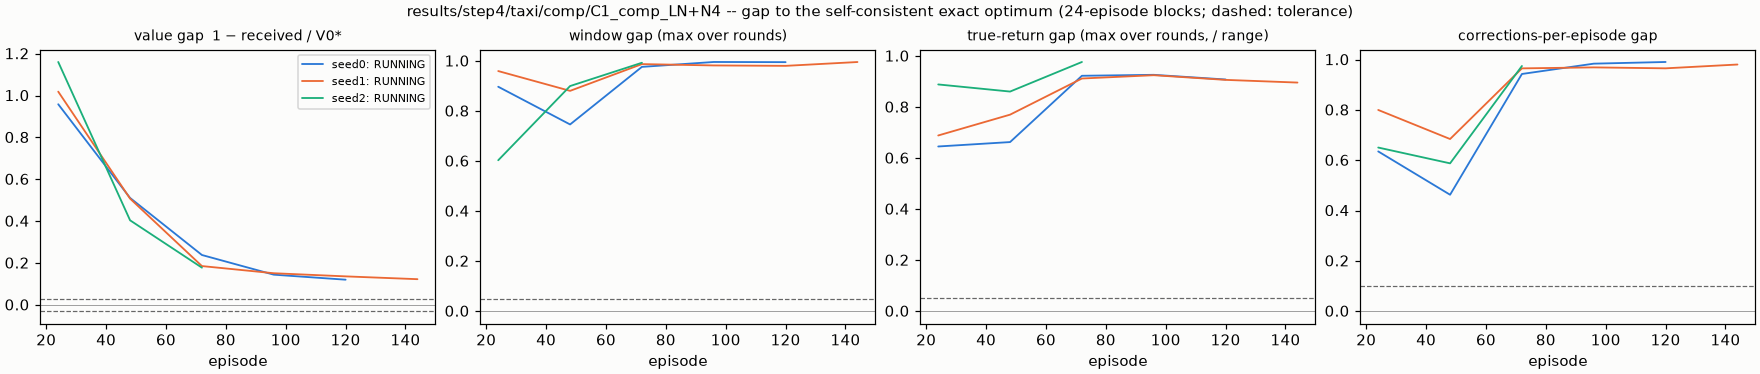 results/step4/taxi/comp/C1_comp_LN+N4 -- gap to the self-consistent exact optimum (24-episode blocks; dashed: tolerance)
value gap 1 − received / V0*
1.2
1.0
0.8
0.6
0.4
0.2
0.0
seed0: RUNNING
seed1: RUNNING
seed2: RUNNING
20 40 60 80 100 120 140
episode
window gap (max over rounds)
1.0
0.8
0.6
0.4
0.2
0.0
20 40 60 80 100 120 140
episode
true-return gap (max over rounds, / range)
1.0
0.8
0.6
0.4
0.2
0.0
20 40 60 80 100 120 140
episode
corrections-per-episode gap
1.0
0.8
0.6
0.4
0.2
0.0
20 40 60 80 100 120 140
episode